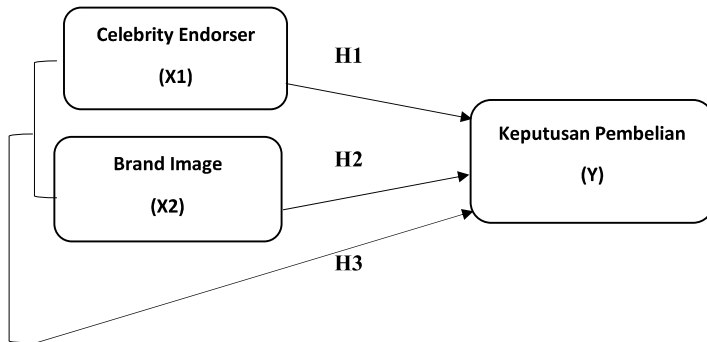 Celebrity Endorser
(X1)
H1
Keputusan Pembelian
(Y)
Brand Image
(X2)
H2
H3